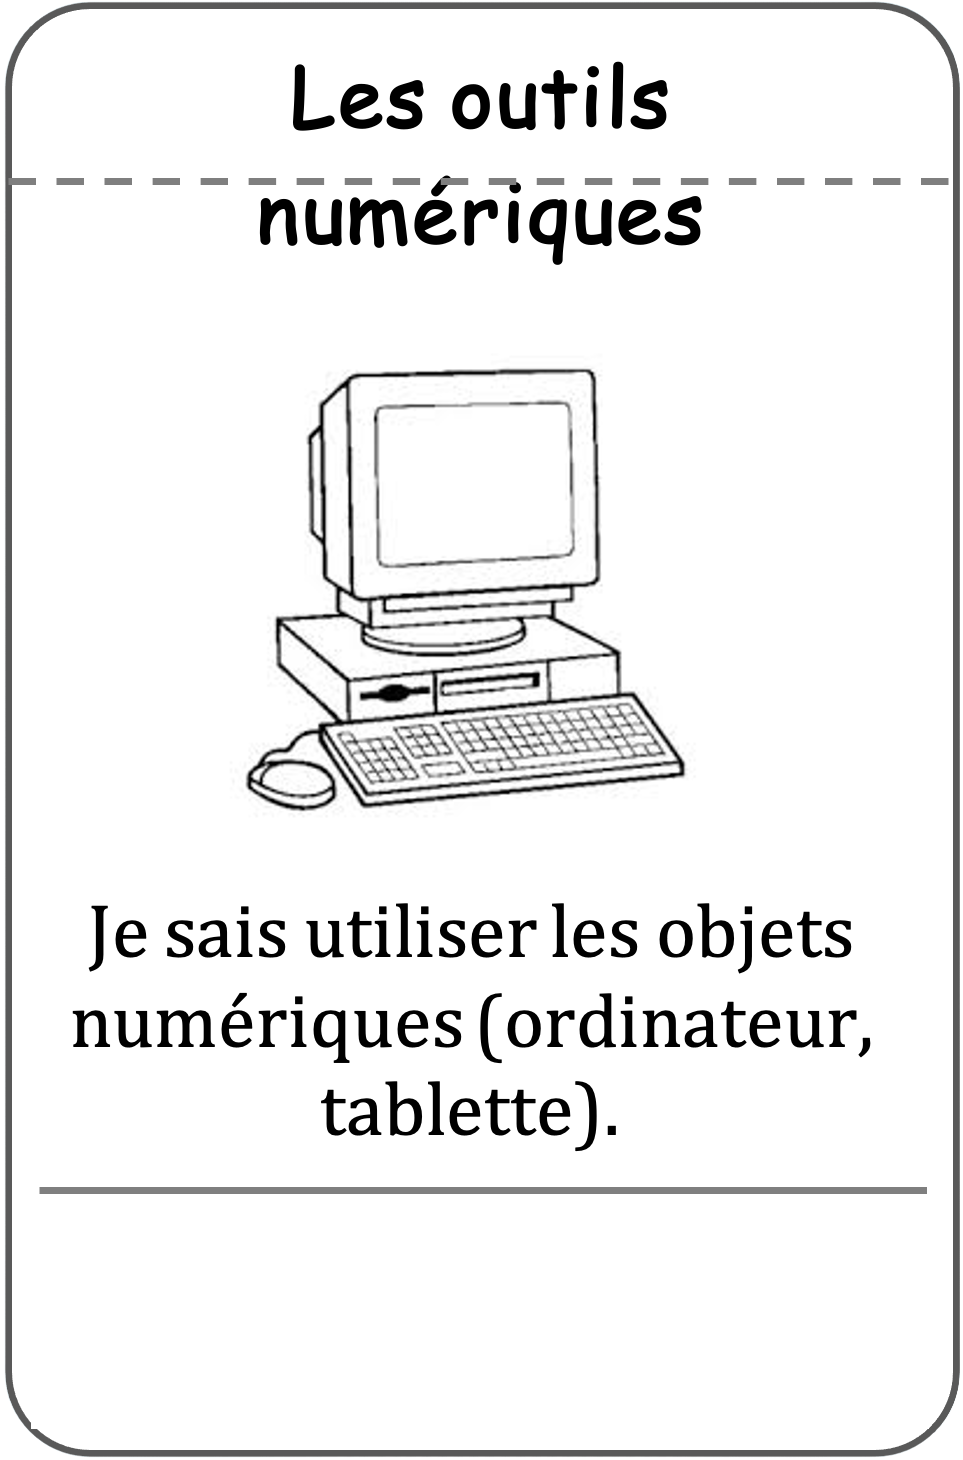 Les outils
numériques
Je sais utiliser les objets
numériques (ordinateur,
tablette).